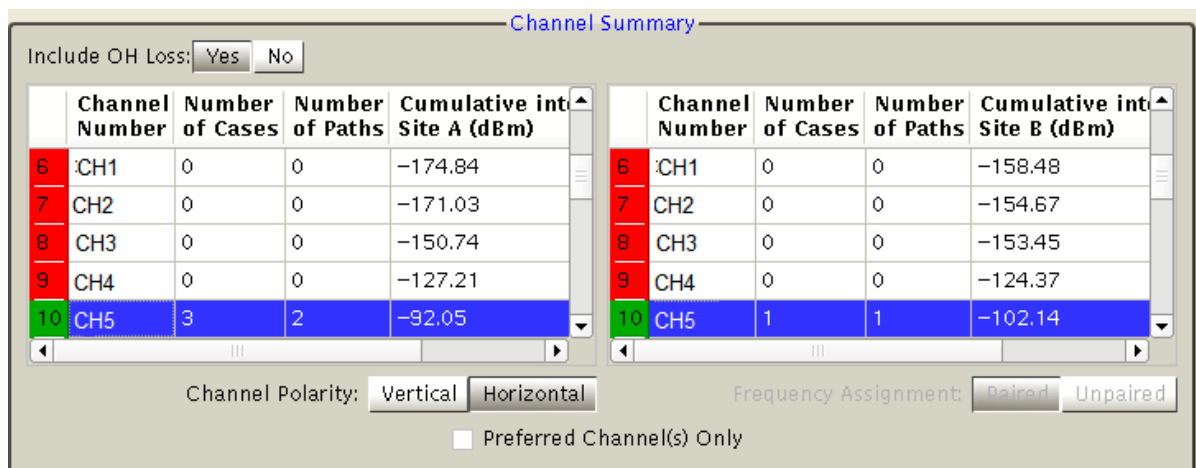 Channel Summary
Include OH Loss: Yes No
Channel Number Number of Cases Number of Paths Cumulative inte Site A (dBm)
6 :CH1 0 0 −174.84
7 CH2 0 0 −171.03
8 CH3 0 0 −150.74
9 CH4 0 0 −127.21
10 CH5 3 2 −92.05
Channel Number Number of Cases Number of Paths Cumulative inte Site B (dBm)
6 :CH1 0 0 −158.48
7 CH2 0 0 −154.67
8 CH3 0 0 −153.45
9 CH4 0 0 −124.37
10 CH5 1 1 −102.14
Channel Polarity: Vertical Horizontal
Frequency Assignment: Paired Unpaired
Preferred Channel(s) Only